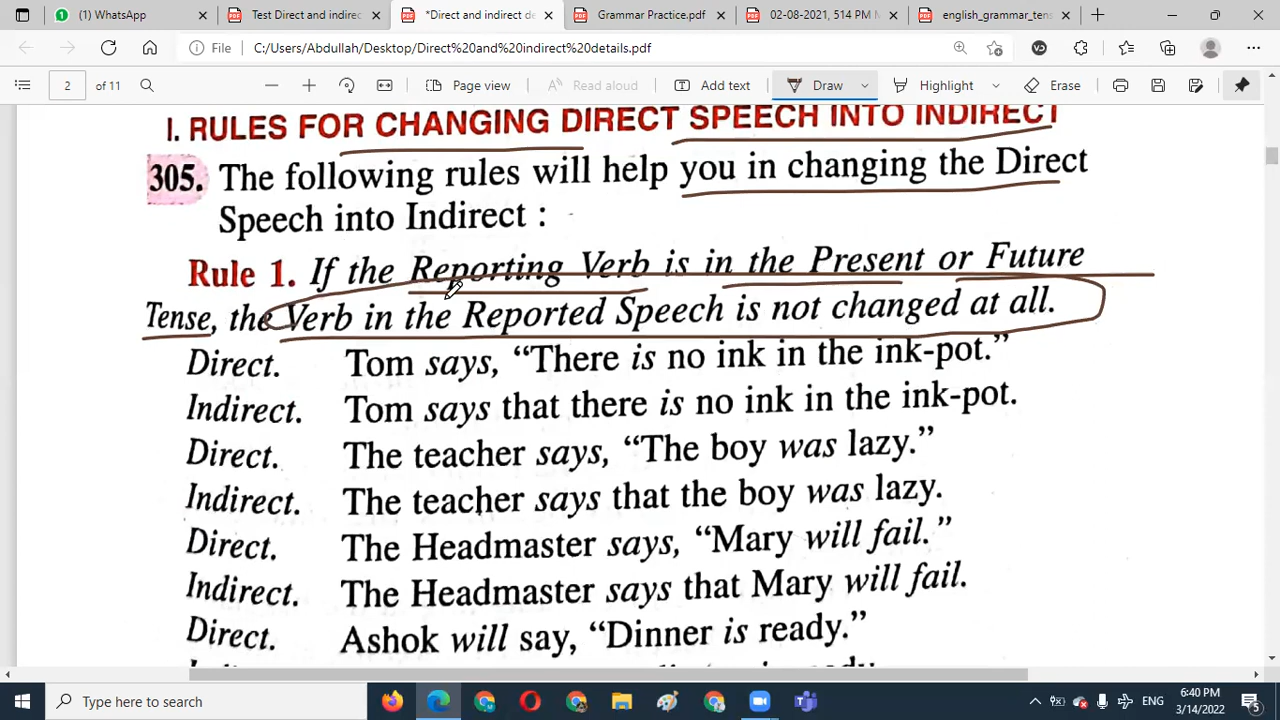 (1) WhatsApp
Test Direct and indirec
*Direct and indirect de
Grammar Practice.pdf
02-08-2021, 5:14 PM
english_grammar_tens
File
C:/Users/Abdullah/Desktop/Direct%20and%20indirect%20details.pdf
2 of 11
Page view
Read aloud
Add text
Draw
Highlight
Erase
I. RULES FOR CHANGING DIRECT SPEECH INTO INDIRECT
305. The following rules will help you in changing the Direct
Speech into Indirect :
Rule 1. If the Reporting Verb is in the Present or Future
Tense, the Verb in the Reported Speech is not changed at all.
Direct. Tom says, “There is no ink in the ink-pot.”
Indirect. Tom says that there is no ink in the ink-pot.
Direct. The teacher says, “The boy was lazy.”
Indirect. The teacher says that the boy was lazy.
Direct. The Headmaster says, “Mary will fail.”
Indirect. The Headmaster says that Mary will fail.
Direct. Ashok will say, “Dinner is ready.”
Type here to search
ENG
6:40 PM
3/14/2022
5